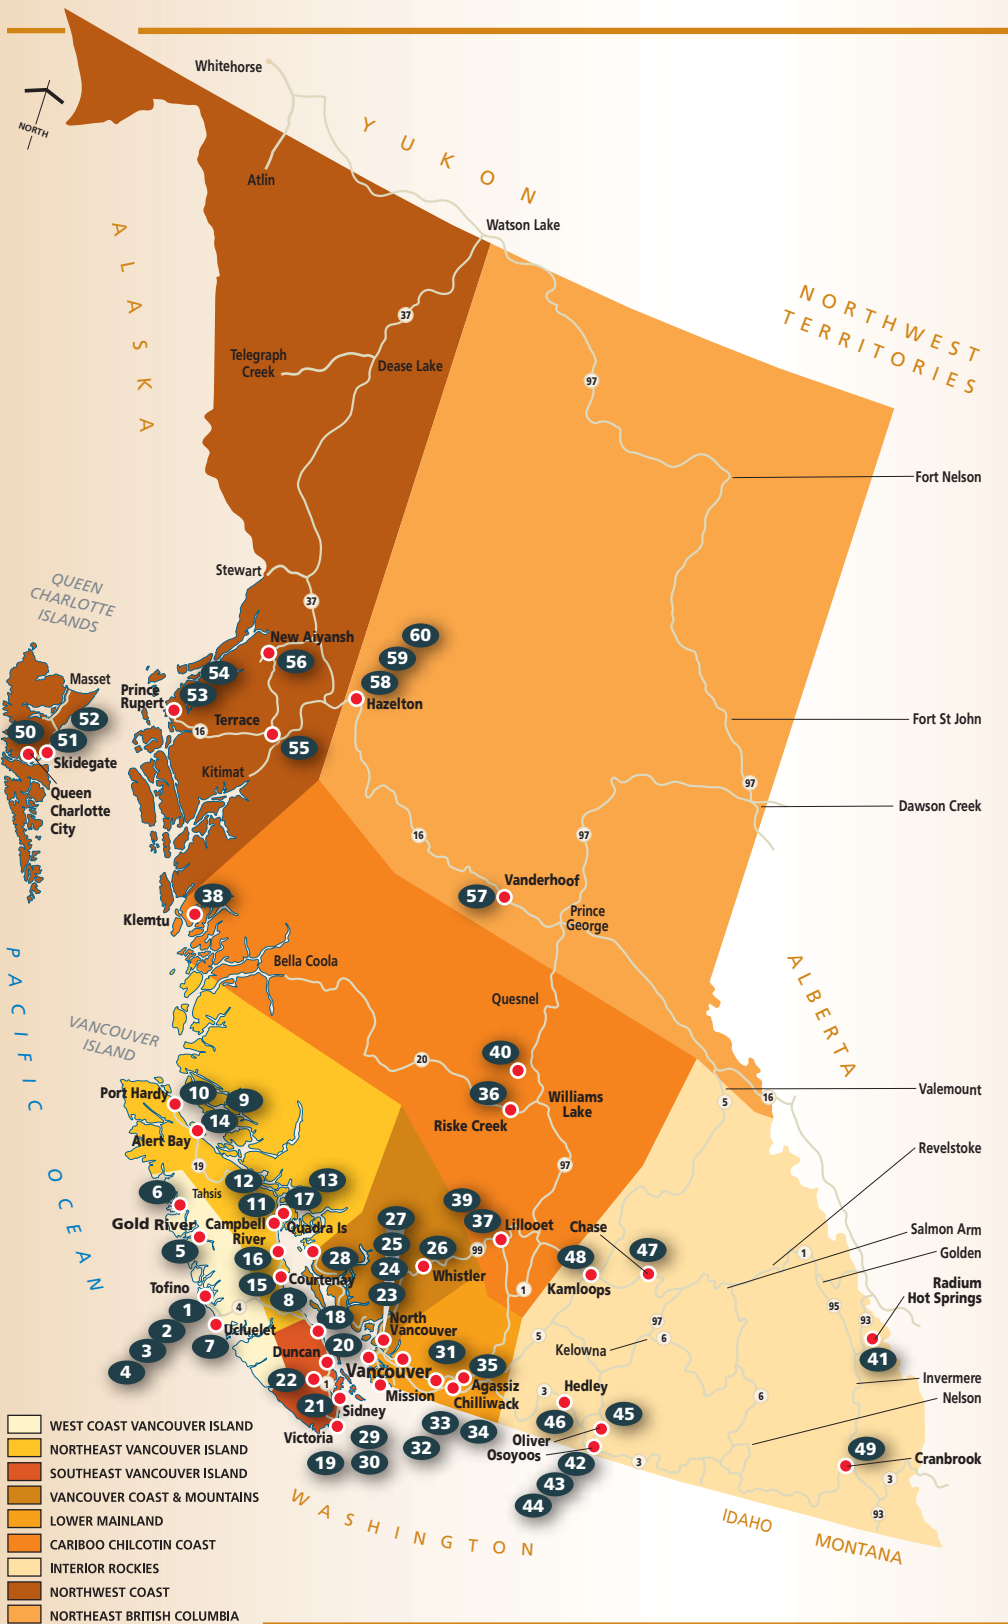 Whitehorse
NORTH
YUKON
Atlin
Watson Lake
ALASKA
NORTHWEST
TERRITORIES
37
Telegraph
Creek
Dease Lake
97
Fort Nelson
Stewart
QUEEN
CHARLOTTE
ISLANDS
37
60
New Aiyansh
59
56
54
58
Masset
Prince
Rupert
53
Hazelton
52
Terrace
Fort St John
50
51
16
55
Skidegate
Kitimat
97
Queen
Charlotte
City
Dawson Creek
16
97
Vanderhoof
57
38
Prince
George
Klemtu
PACIFIC OCEAN
Bella Coola
ALBERTA
Quesnel
VANCOUVER
ISLAND
40
20
Port Hardy
10
9
36
Williams
Lake
5
16
Valemount
14
Riske Creek
Alert Bay
Revelstoke
19
97
12
13
6
Tahsis
11
17
39
Gold River
Campbell
River
Quadra Is
27
37
Lillooet
Chase
Salmon Arm
5
16
28
25
26
99
48
47
1
Golden
24
Whistler
Kamloops
Radium
Hot Springs
Tofino
15
Courtenay
23
1
95
1
8
4
93
2
Ucluelet
18
North
Vancouver
97
3
7
20
5
6
Kelowna
4
Duncan
31
41
Vancouver
35
Invermere
22
1
Agassiz
3
Hedley
6
Nelson
21
Mission
Chilliwack
Sidney
33
46
45
WEST COAST VANCOUVER ISLAND
Victoria
29
34
Oliver
NORTHEAST VANCOUVER ISLAND
32
Osoyoos
49
19
30
42
3
Cranbrook
SOUTHEAST VANCOUVER ISLAND
43
3
VANCOUVER COAST & MOUNTAINS
44
93
LOWER MAINLAND
WASHINGTON
IDAHO
CARIBOO CHILCOTIN COAST
MONTANA
INTERIOR ROCKIES
NORTHWEST COAST
NORTHEAST BRITISH COLUMBIA